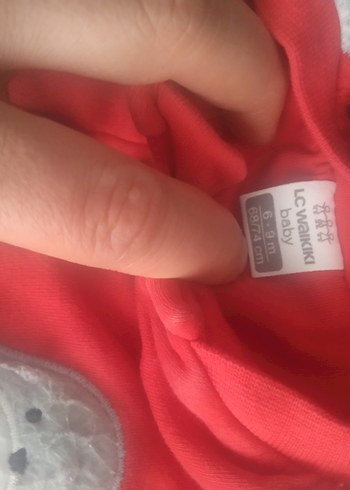 LC WAIKIKI
baby
6 - 9 m
68/74 cm